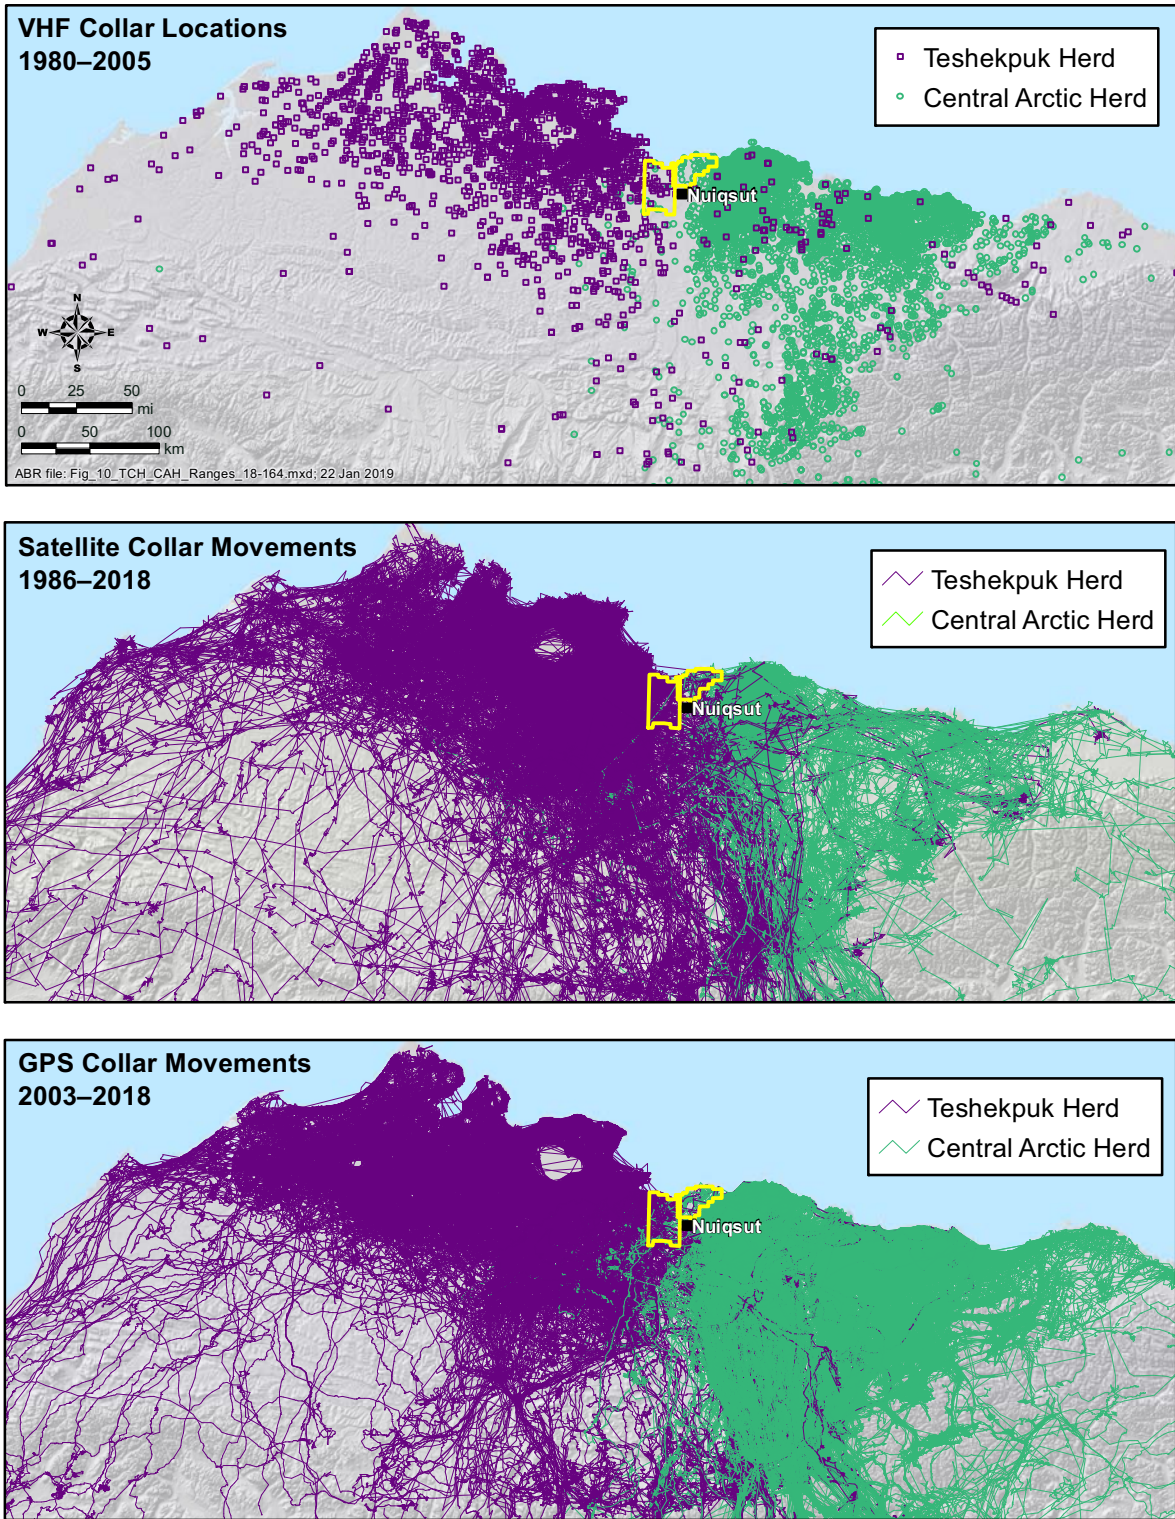 VHF Collar Locations
1980–2005
Teshekpuk Herd
Central Arctic Herd
Nuiqsut
N
W E
S
0 25 50
mi
0 50 100
km
ABR file: Fig_10_TCH_CAH_Ranges_18-164.mxd; 22 Jan 2019
Satellite Collar Movements
1986–2018
Teshekpuk Herd
Central Arctic Herd
Nuiqsut
GPS Collar Movements
2003–2018
Teshekpuk Herd
Central Arctic Herd
Nuiqsut